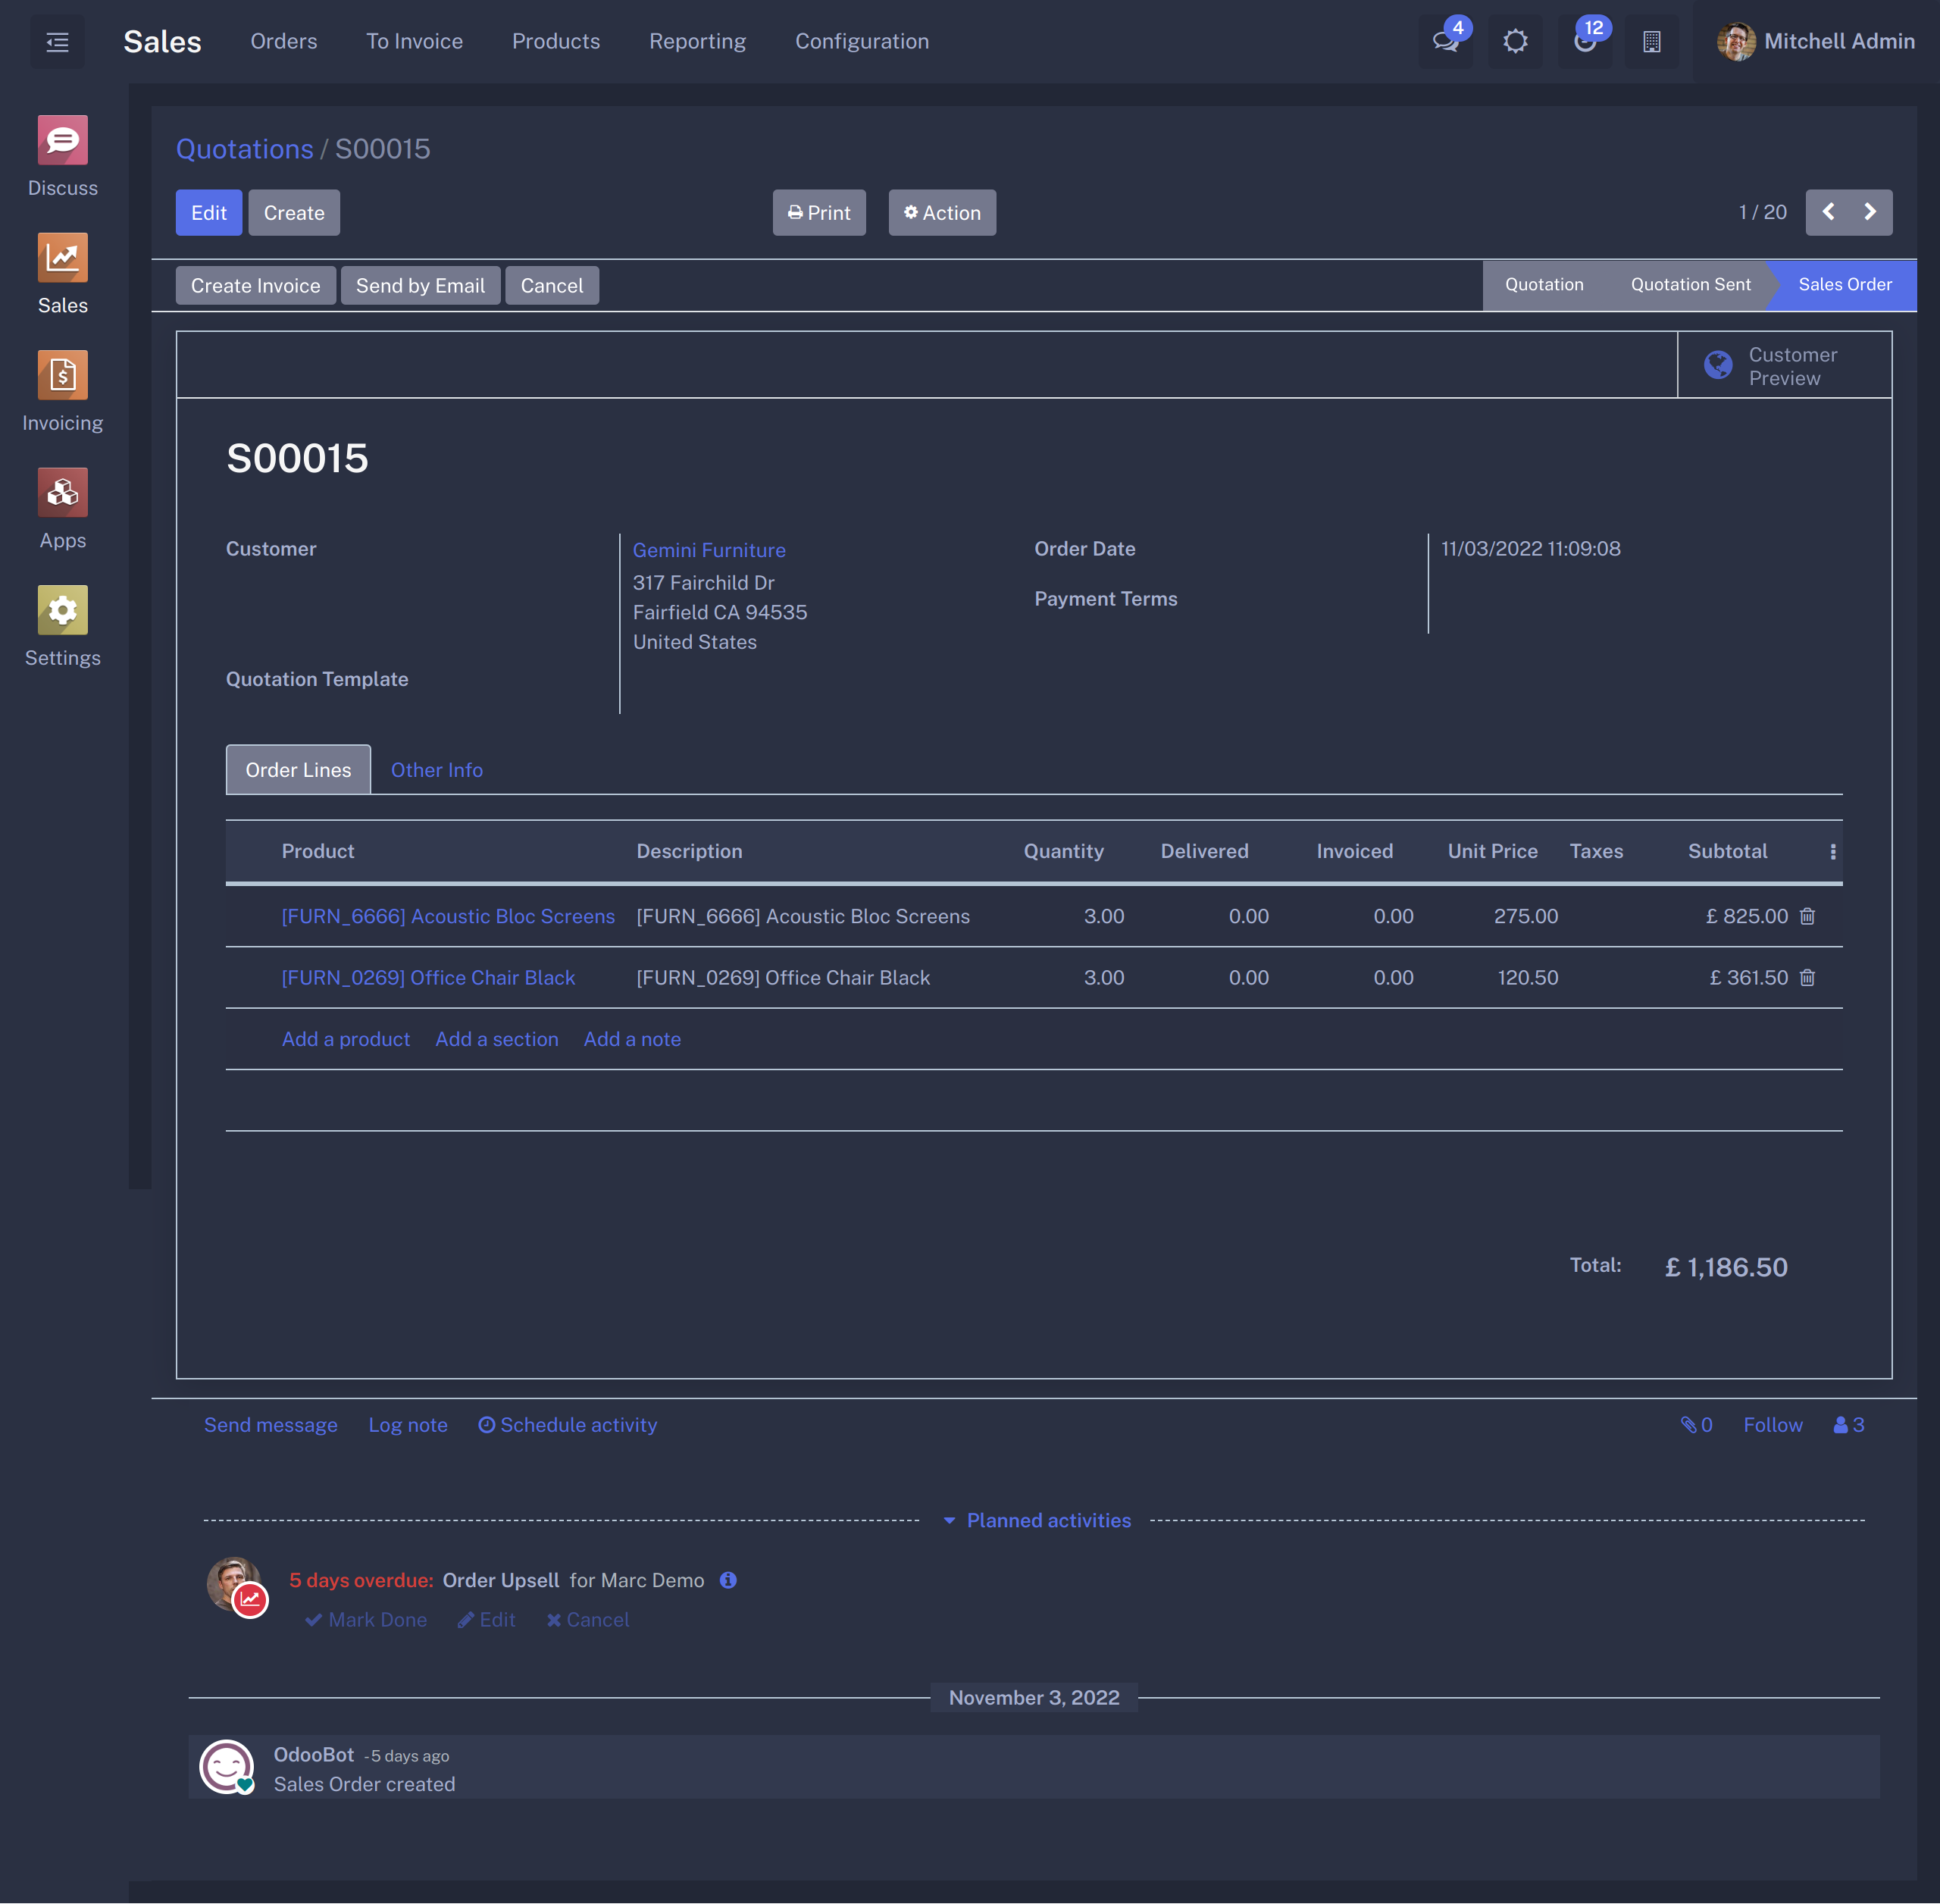 Sales Orders To Invoice Products Reporting Configuration 4 12 Mitchell Admin
Discuss
Sales
Invoicing
Apps
Settings
Quotations / S00015
Edit Create Print Action 1 / 20
Create Invoice Send by Email Cancel Quotation Quotation Sent Sales Order
Customer
Preview
S00015
Customer Gemini Furniture Order Date 11/03/2022 11:09:08
317 Fairchild Dr
Payment Terms
Fairfield CA 94535
United States
Quotation Template
Order Lines Other Info
Product Description Quantity Delivered Invoiced Unit Price Taxes Subtotal
[FURN_6666] Acoustic Bloc Screens [FURN_6666] Acoustic Bloc Screens 3.00 0.00 0.00 275.00 £ 825.00
[FURN_0269] Office Chair Black [FURN_0269] Office Chair Black 3.00 0.00 0.00 120.50 £ 361.50
Add a product Add a section Add a note
Total: £ 1,186.50
Send message Log note Schedule activity 0 Follow 3
Planned activities
5 days overdue: Order Upsell for Marc Demo
Mark Done Edit Cancel
November 3, 2022
OdooBot - 5 days ago
Sales Order created